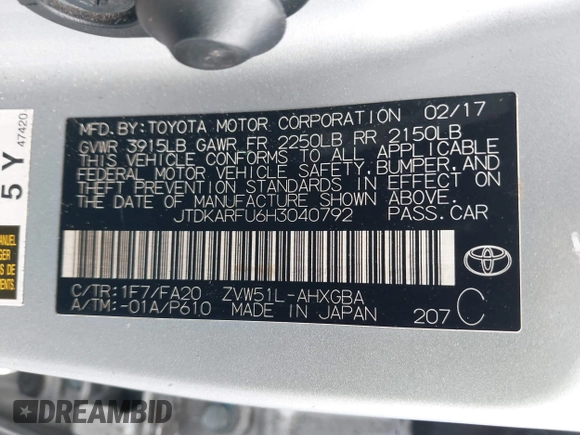 MFD. BY: TOYOTA MOTOR CORPORATION 02/17
GVWR 3915LB GAWR FR 2250LB RR 2150LB
THIS VEHICLE CONFORMS TO ALL APPLICABLE
FEDERAL MOTOR VEHICLE SAFETY, BUMPER, AND
THEFT PREVENTION STANDARDS IN EFFECT ON
THE DATE OF MANUFACTURE SHOWN ABOVE.
JTDKARFU6H3040792 PASS. CAR
TOYOTA
C/TR: 1F7/FA20 ZVW51L-AHXGBA
A/TM: -01A/P610 MADE IN JAPAN 207 C
5 Y
47420
DREAMBID